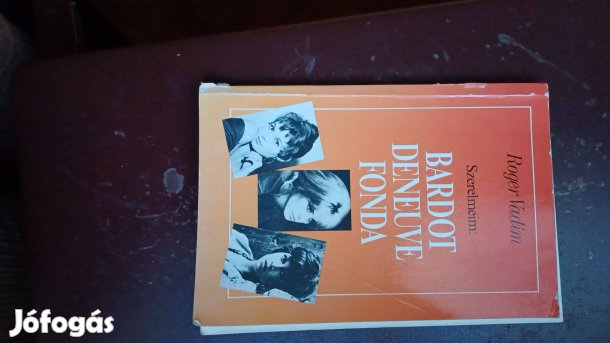 Roger Vadim
Szerelmeim:
BARDOT
DENEUVE
FONDA
Jófogás